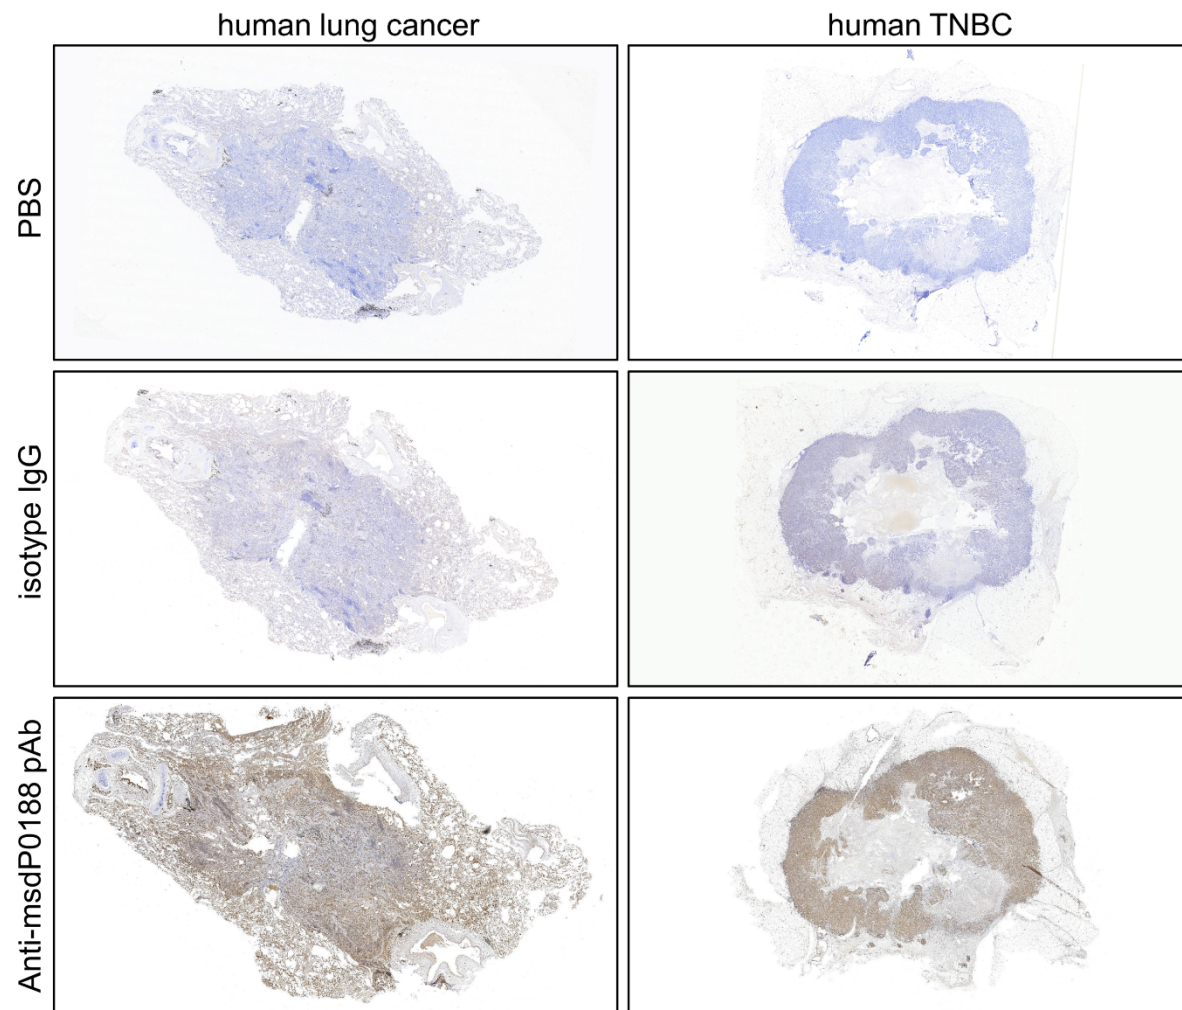 human lung cancer
human TNBC
PBS
isotype IgG
Anti-msdP0188 pAb